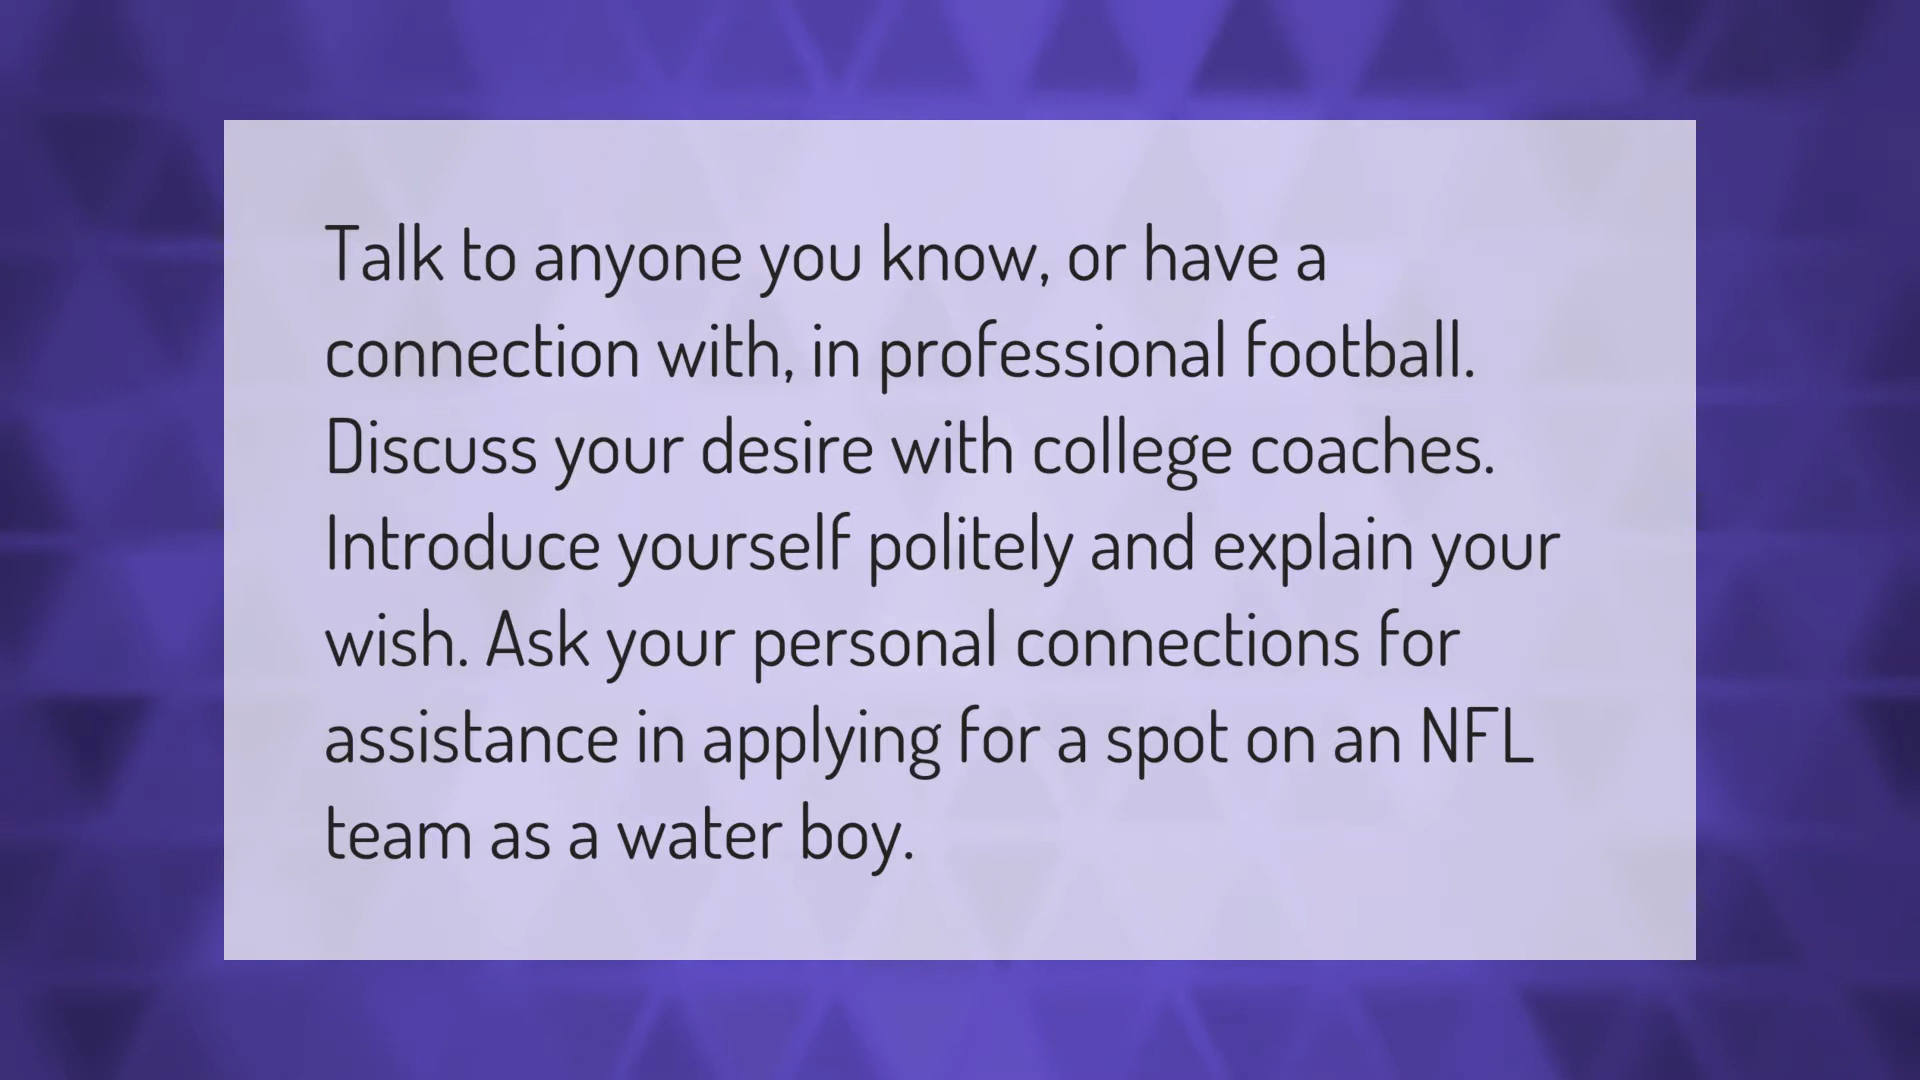 Talk to anyone you know, or have a
connection with, in professional football.
Discuss your desire with college coaches.
Introduce yourself politely and explain your
wish. Ask your personal connections for
assistance in applying for a spot on an NFL
team as a water boy.